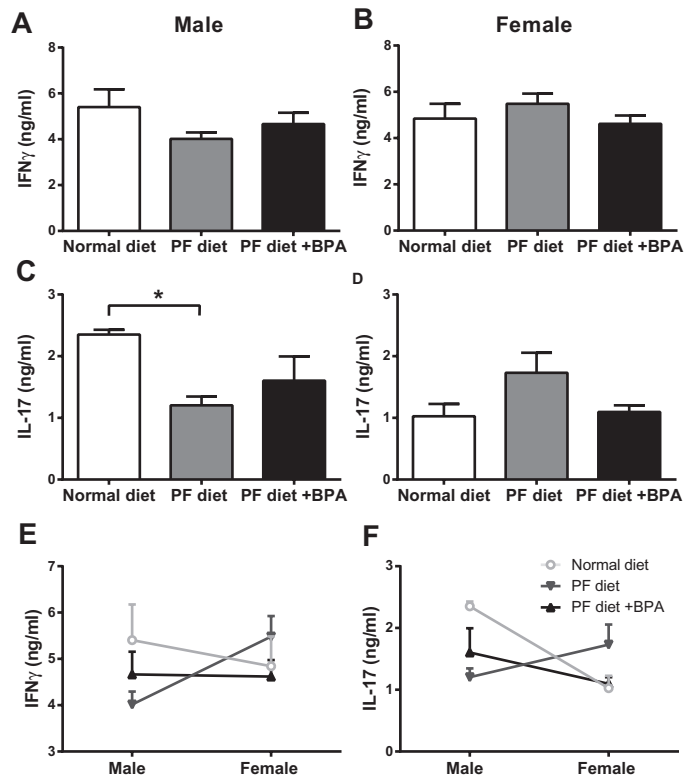 A
Male
B
Female
IFNγ (ng/ml)
8
6
4
2
0
Normal diet
PF diet
PF diet +BPA
IFNγ (ng/ml)
8
6
4
2
0
Normal diet
PF diet
PF diet +BPA
C
IL-17 (ng/ml)
3
2
1
0
*
Normal diet
PF diet
PF diet +BPA
D
IL-17 (ng/ml)
3
2
1
0
Normal diet
PF diet
PF diet +BPA
E
IFNγ (ng/ml)
7
6
5
4
3
Male
Female
F
IL-17 (ng/ml)
3
2
1
0
Normal diet
PF diet
PF diet +BPA
Male
Female